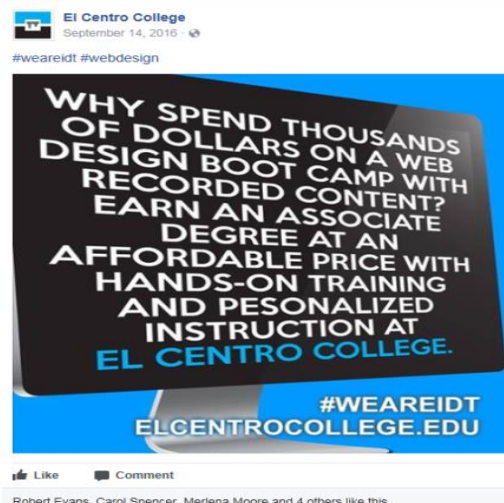 El Centro College
September 14, 2016 ·
#weareidt #webdesign
WHY SPEND THOUSANDS
OF DOLLARS ON A WEB
DESIGN BOOT CAMP WITH
RECORDED CONTENT?
EARN AN ASSOCIATE
DEGREE AT AN
AFFORDABLE PRICE WITH
HANDS-ON TRAINING
AND PESONALIZED
INSTRUCTION AT
EL CENTRO COLLEGE.
#WEAREIDT
ELCENTROCOLLEGE.EDU
Like Comment
Robert Evans, Carol Spencer, Merlena Moore and 4 others like this